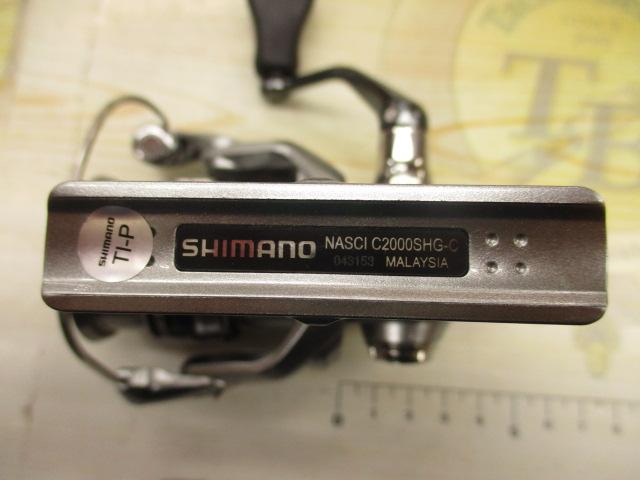 SHIMANO
TI-P
SHIMANO
NASCI C2000SHG-C
043153 MALAYSIA